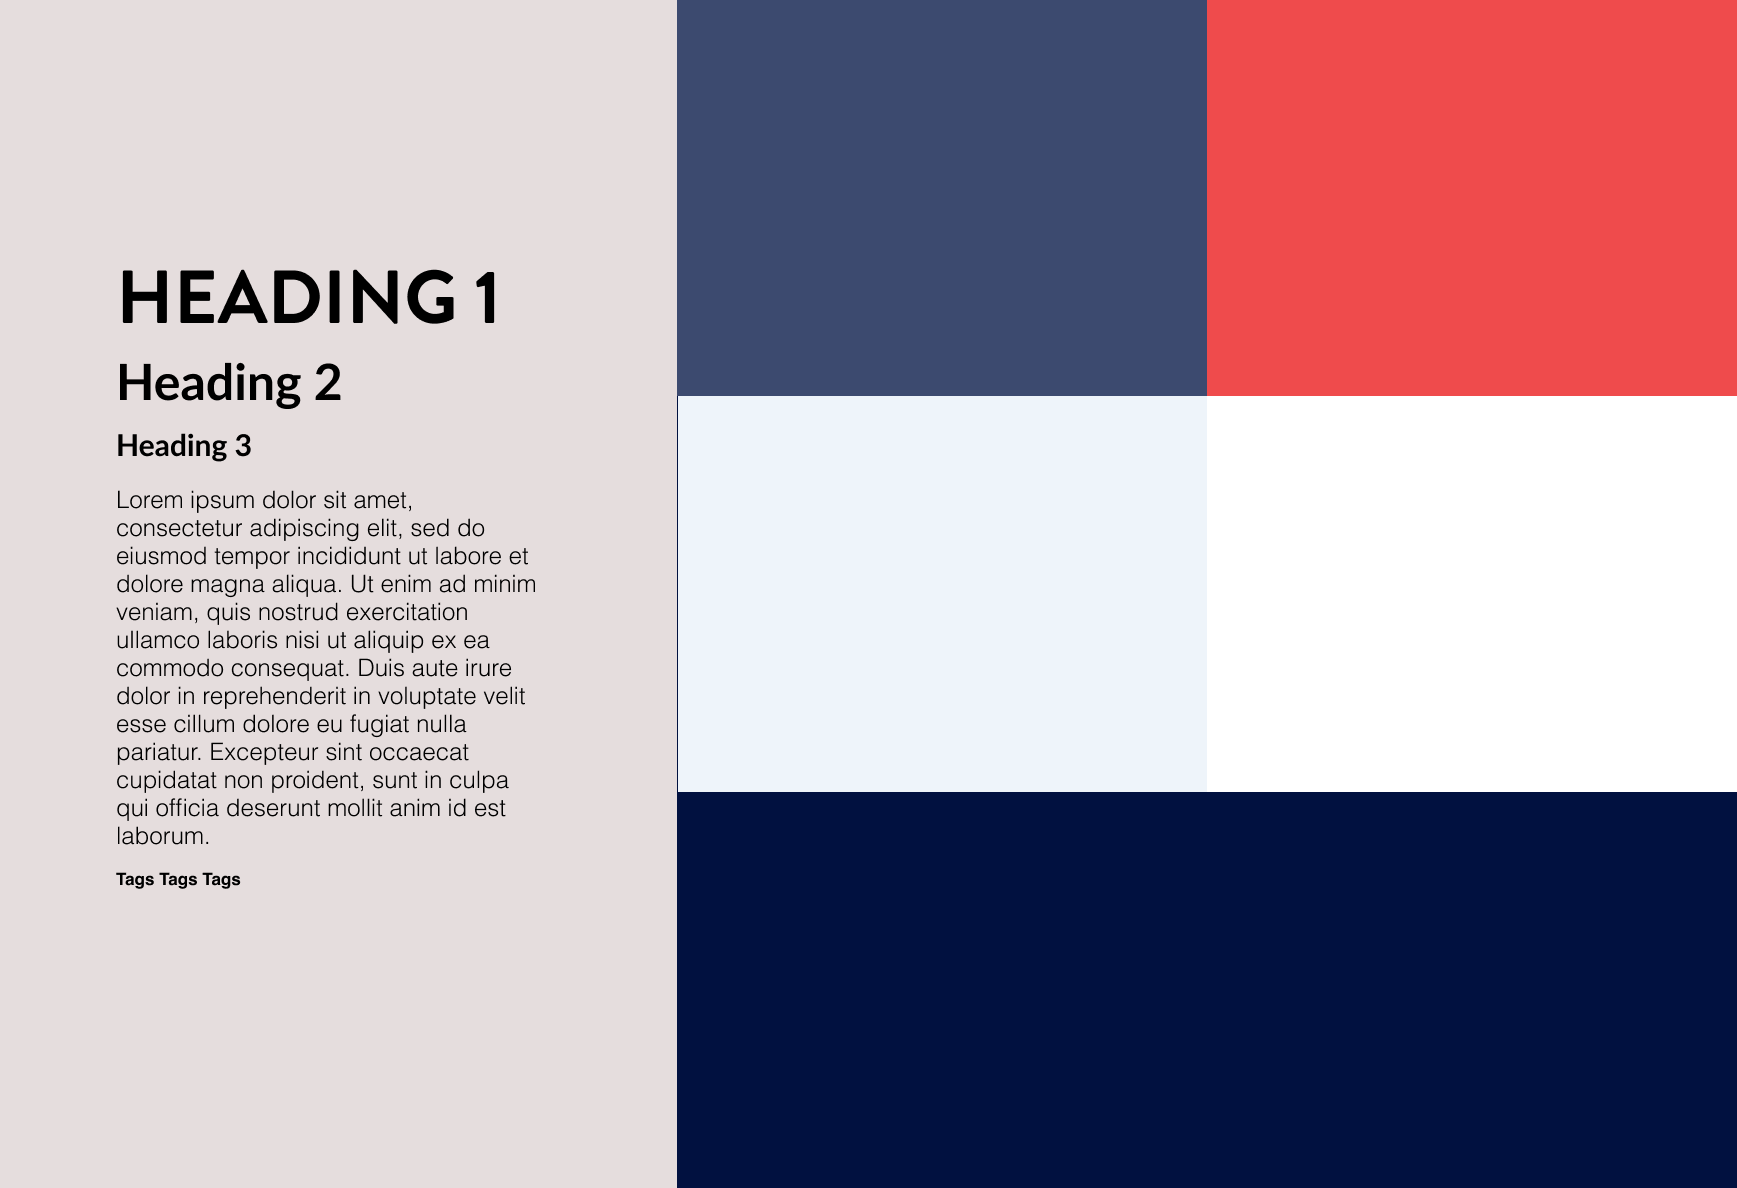 HEADING 1
Heading 2
Heading 3
Lorem ipsum dolor sit amet,
consectetur adipiscing elit, sed do
eiusmod tempor incididunt ut labore et
dolore magna aliqua. Ut enim ad minim
veniam, quis nostrud exercitation
ullamco laboris nisi ut aliquip ex ea
commodo consequat. Duis aute irure
dolor in reprehenderit in voluptate velit
esse cillum dolore eu fugiat nulla
pariatur. Excepteur sint occaecat
cupidatat non proident, sunt in culpa
qui officia deserunt mollit anim id est
laborum.
Tags Tags Tags